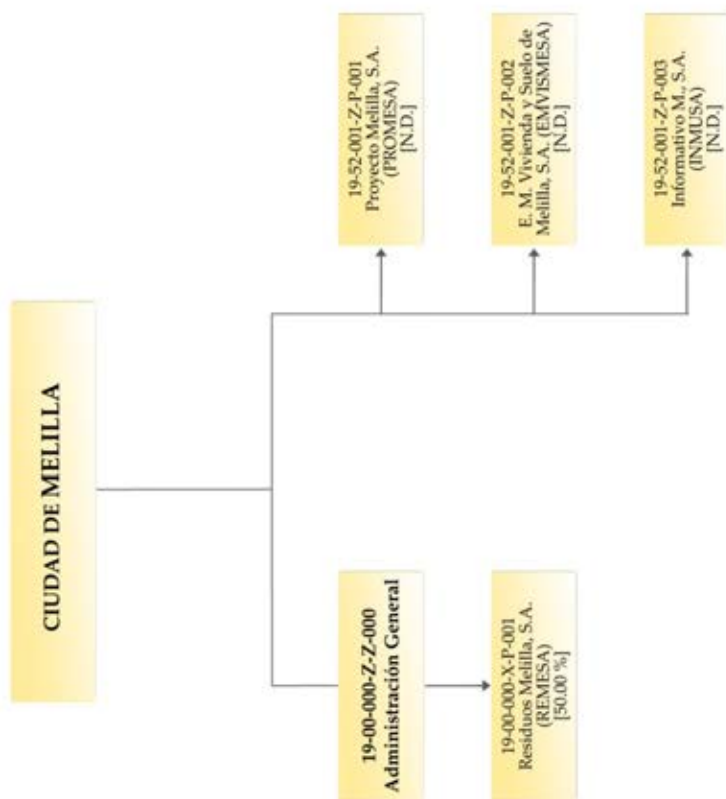 CIUDAD DE MELILLA
19-00-000-Z-Z-000
Administración General
19-00-000-X-P-001
Residuos Melilla, S.A.
(REMESA)
[50.00 %]
19-52-001-Z-P-001
Proyecto Melilla, S.A.
(PROMESA)
[N.D.]
19-52-001-Z-P-002
E. M. Vivienda y Suelo de
Melilla, S.A. (EMVISMESA)
[N.D.]
19-52-001-Z-P-003
Informativo M., S.A.
(INMUSA)
[N.D.]